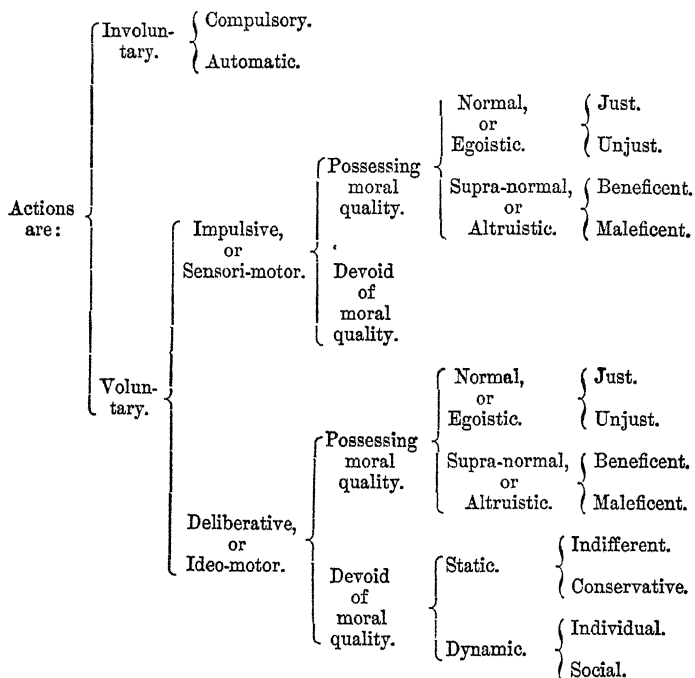 Actions
are:
Involun-
tary.
Compulsory.
Automatic.
Volun-
tary.
Impulsive,
or
Sensori-motor.
Possessing
moral
quality.
Normal,
or
Egoistic.
Just.
Unjust.
Supra-normal,
or
Altruistic.
Beneficent.
Maleficent.
Devoid
of
moral
quality.
Deliberative,
or
Ideo-motor.
Possessing
moral
quality.
Normal,
or
Egoistic.
Just.
Unjust.
Supra-normal,
or
Altruistic.
Beneficent.
Maleficent.
Devoid
of
moral
quality.
Static.
Indifferent.
Conservative.
Dynamic.
Individual.
Social.